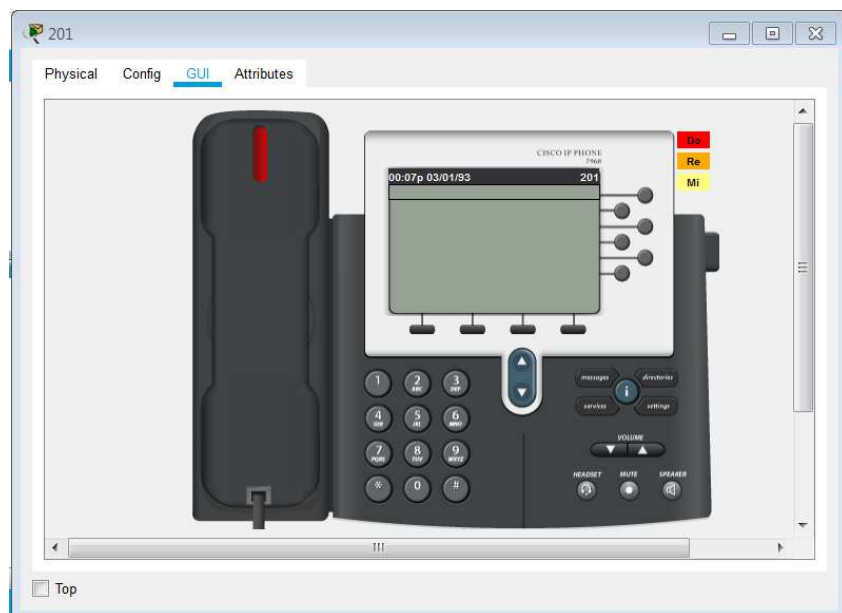 201
Physical Config GUI Attributes
CISCO IP PHONE
7960
Do
Re
Mi
00:07p 03/01/93 201
1 2 ABC 3 DEF
4 GHI 5 JKL 6 MNO
7 PQRS 8 TUV 9 WXYZ
* 0 #
messages directories
i
services settings
VOLUME
HEADSET MUTE SPEAKER
Top